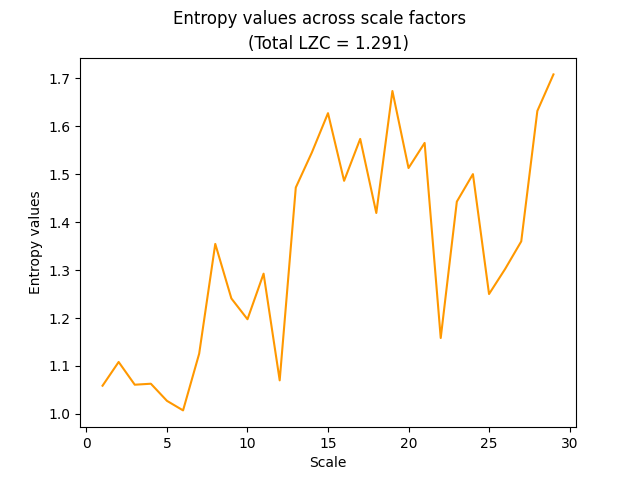 Entropy values across scale factors
(Total LZC = 1.291)
1.7
1.6
1.5
1.4
1.3
1.2
1.1
1.0
Entropy values
0 5 10 15 20 25 30
Scale